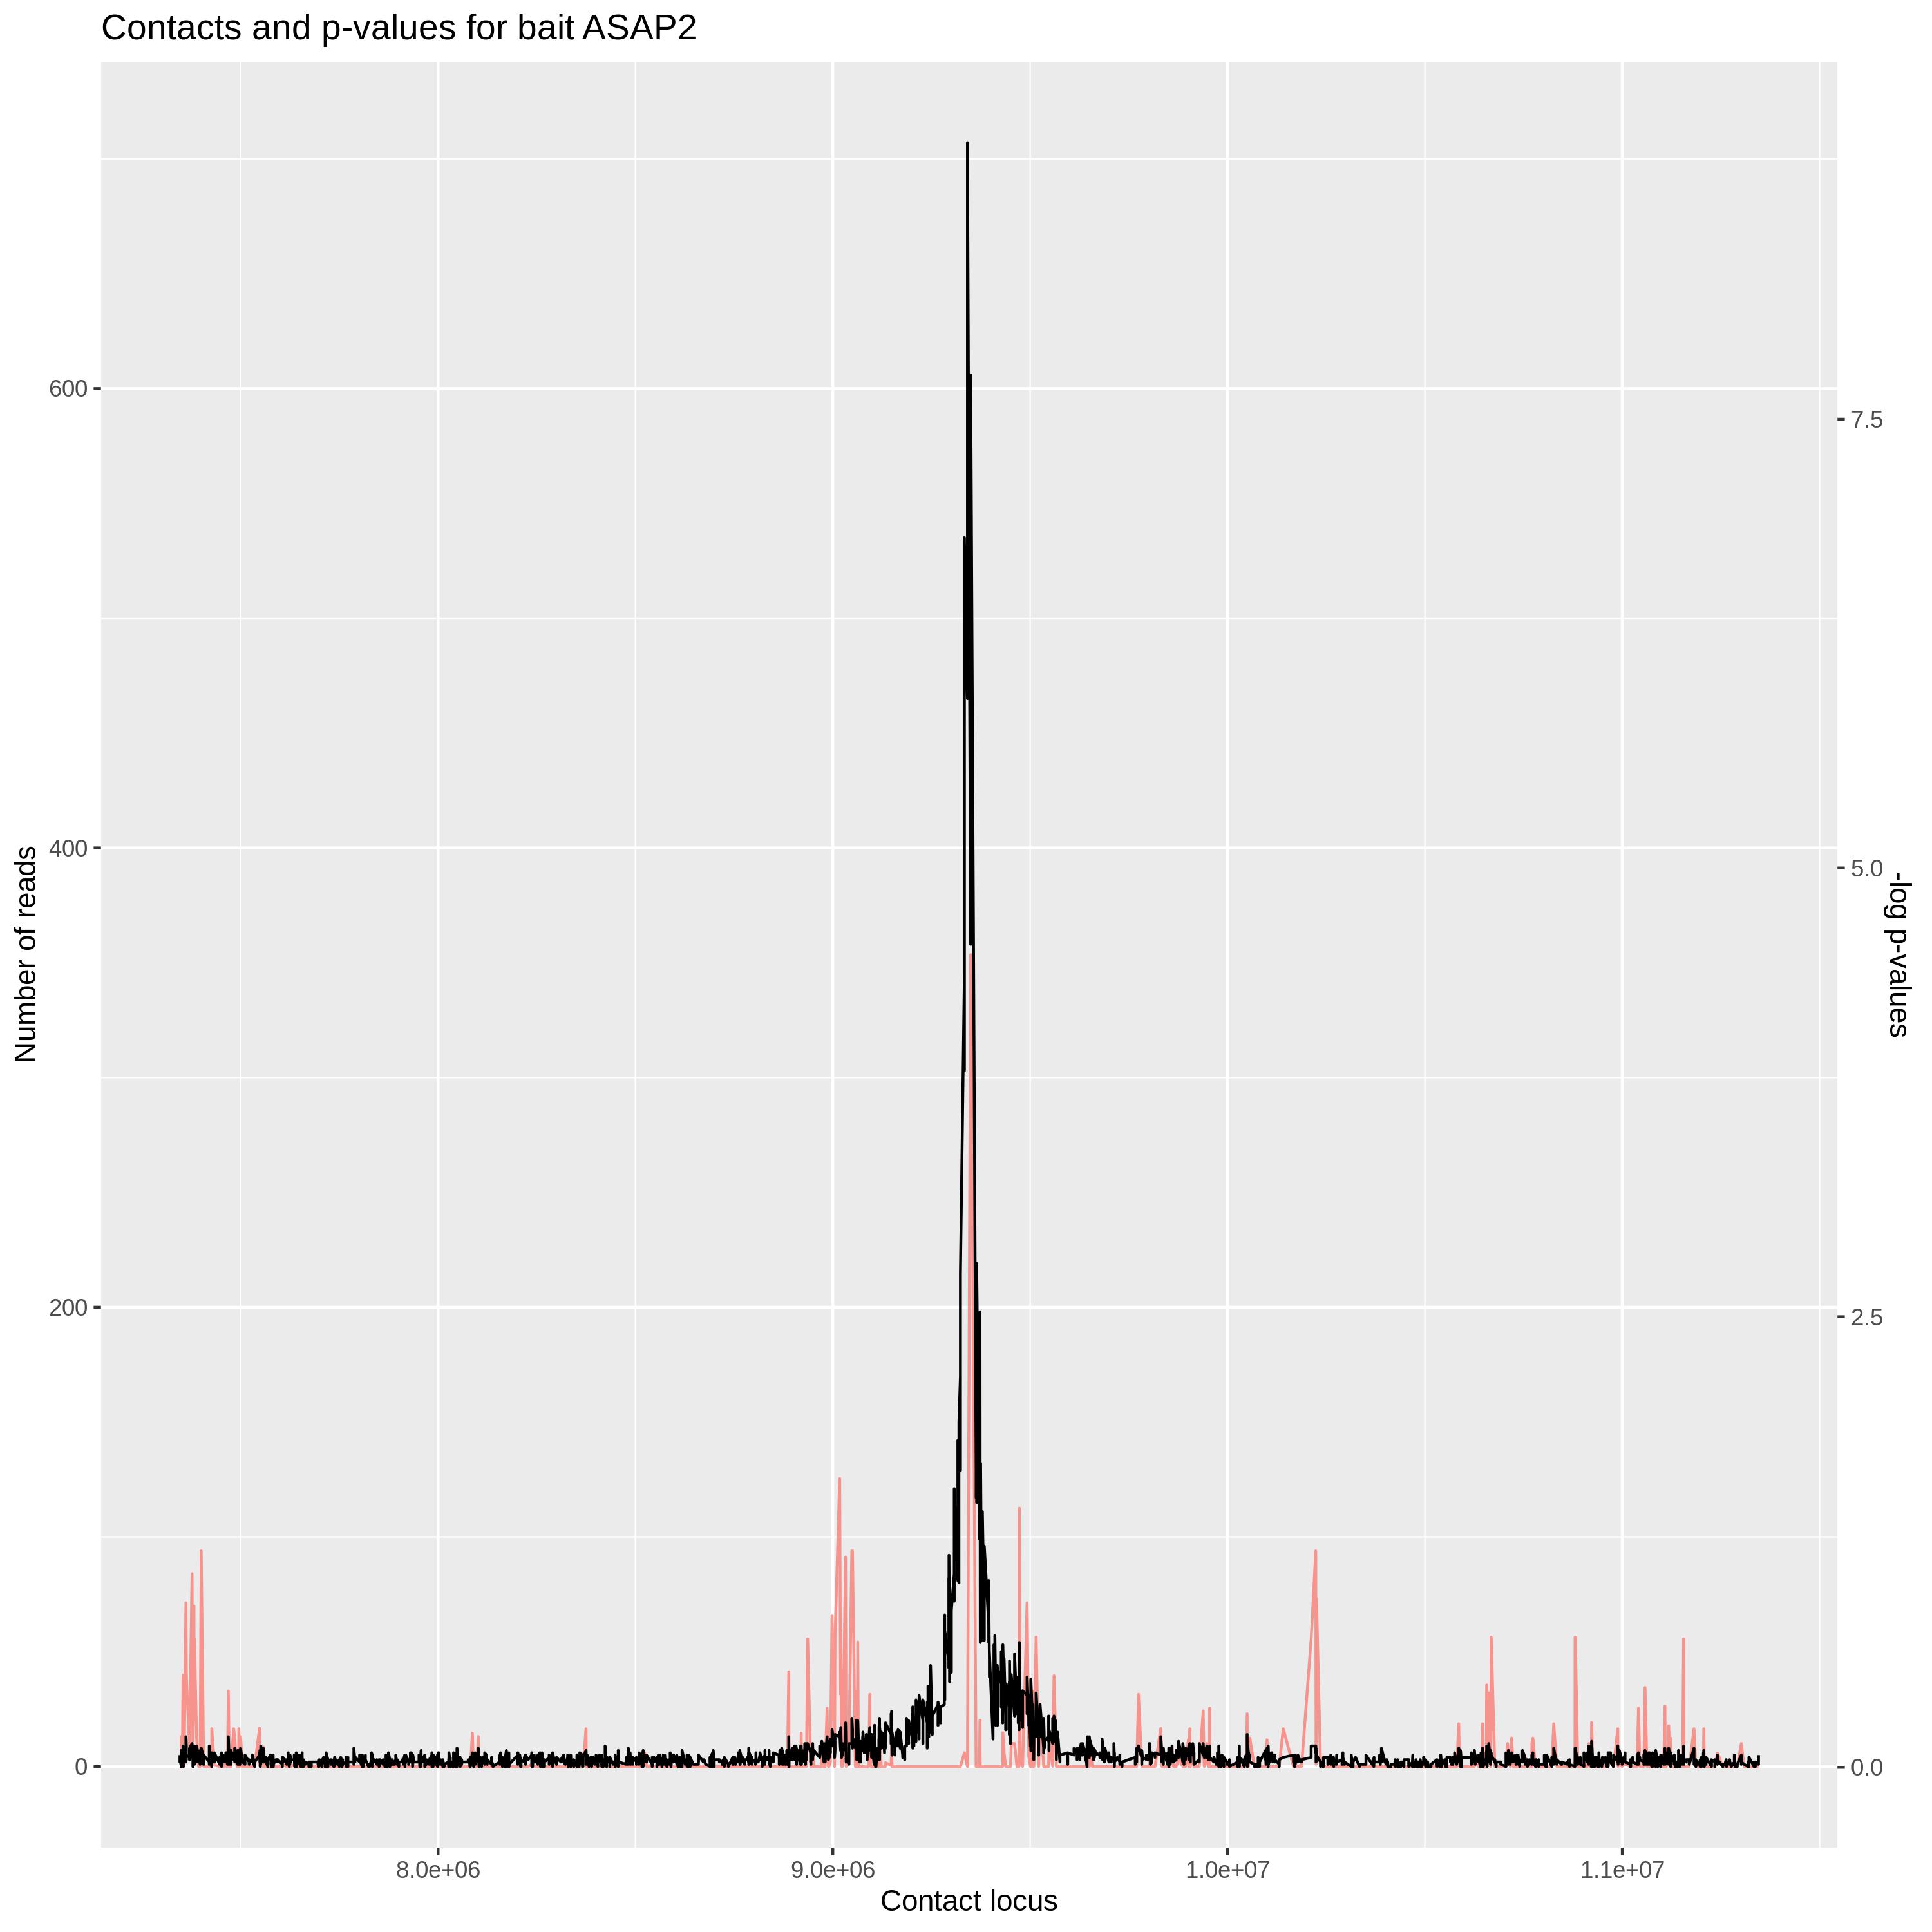 Contacts and p-values for bait ASAP2
600
400
200
0
Number of reads
7.5
5.0
2.5
0.0
-log p-values
8.0e+06
9.0e+06
1.0e+07
1.1e+07
Contact locus